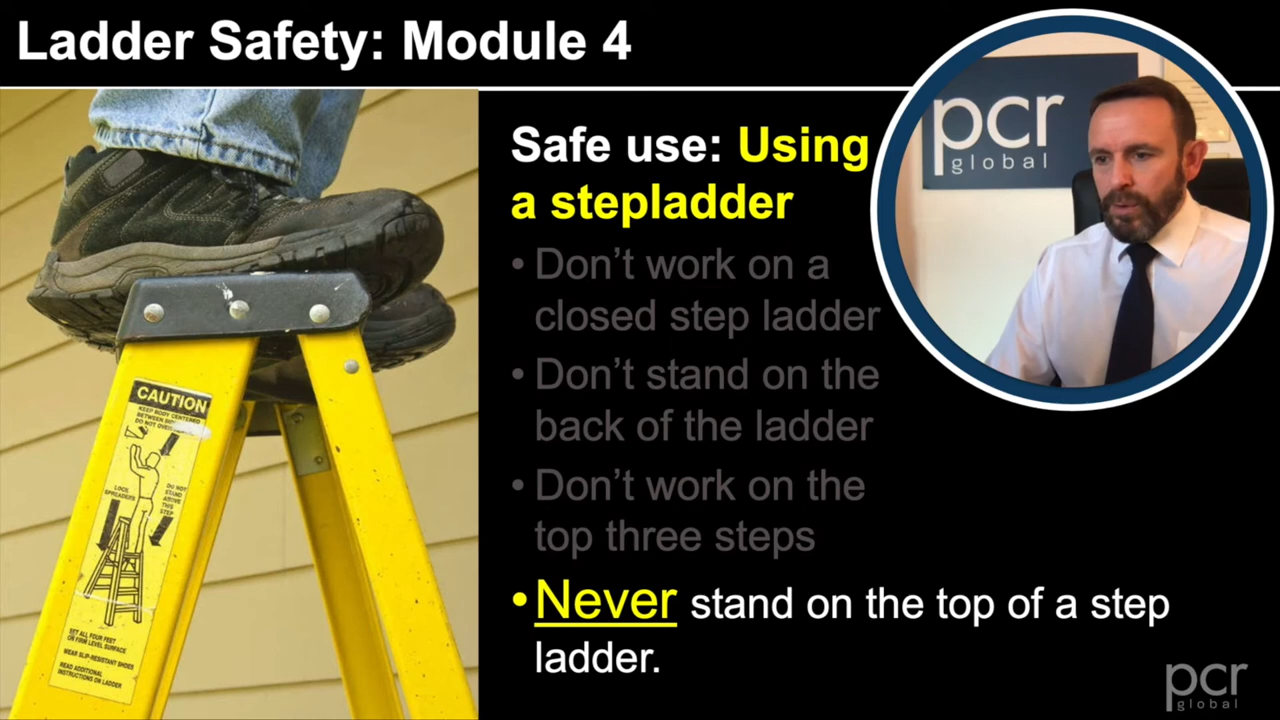 Ladder Safety: Module 4
pcr
global
Safe use: Using
a stepladder
• Don’t work on a
closed step ladder
• Don’t stand on the
back of the ladder
• Don’t work on the
top three steps
• Never stand on the top of a step
ladder.
CAUTION
KEEP BODY CENTERED
LOCK
SPREADERS
DO NOT
STAND
ABOVE
THIS
STEP
SET ALL FOUR FEET
ON FIRM LEVEL SURFACE
WEAR SLIP-RESISTANT SHOES
READ ADDITIONAL
INSTRUCTIONS ON LADDER
pcr
global